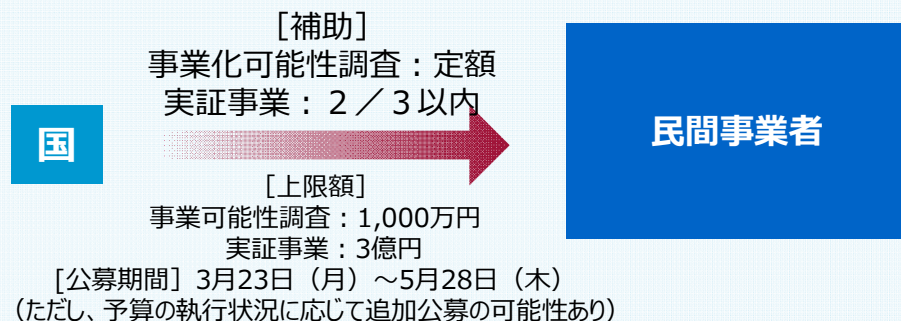 ［補助］
事業化可能性調査：定額
実証事業：２／３以内
国
民間事業者
［上限額］
事業可能性調査：1,000万円
実証事業：3億円
［公募期間］3月23日（月）～5月28日（木）
（ただし、予算の執行状況に応じて追加公募の可能性あり）